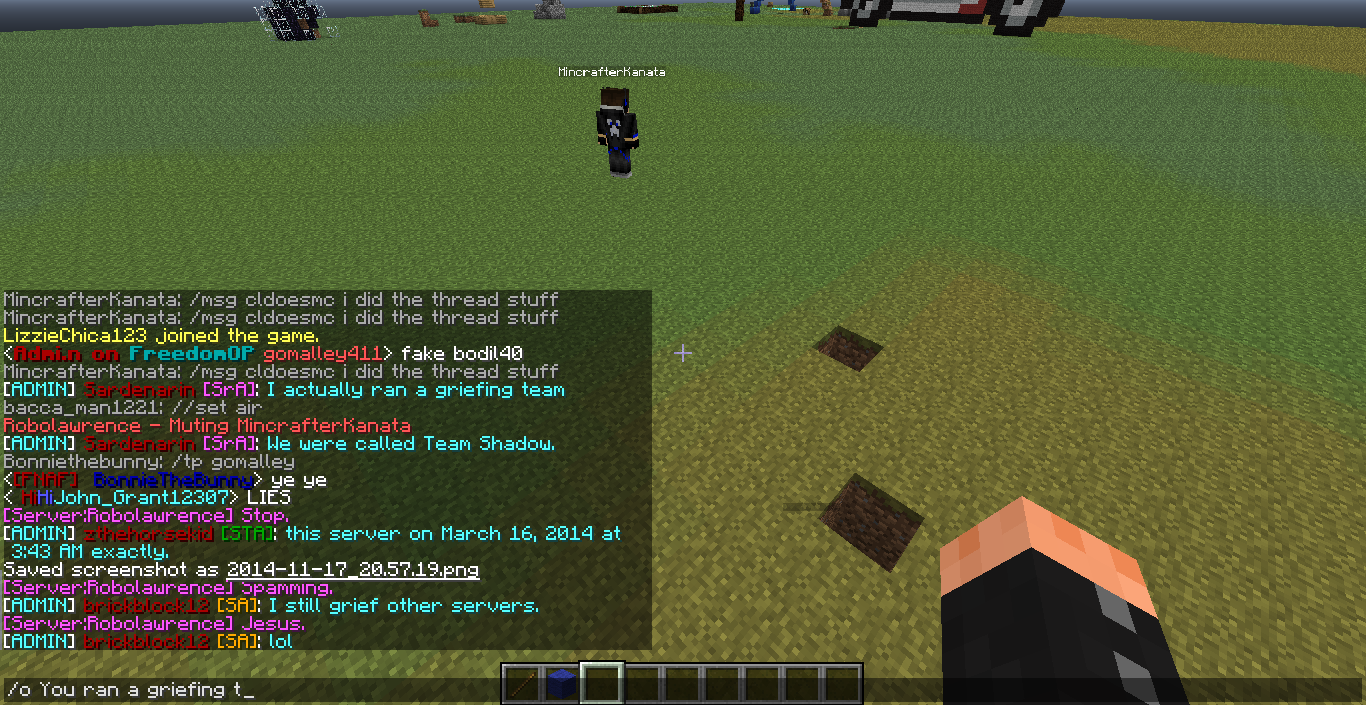 MincrafterKanata
MincrafterKanata: /msg cldoesmc i did the thread stuff
MincrafterKanata: /msg cldoesmc i did the thread stuff
LizzieChica123 joined the game.
<Admi.n on FreedomOP gomalley411> fake bodil40
MincrafterKanata: /msg cldoesmc i did the thread stuff
[ADMIN] Sardenarin [SrA]: I actually ran a griefing team
bacca_man1221: //set air
Robolawrence - Muting MincrafterKanata
[ADMIN] Sardenarin [SrA]: We were called Team Shadow.
Bonniethebunny: /tp gomalley
<[FNAF] BonnieTheBunny> ye ye
< HiHiJohn_Grant12307> LIES
[Server:Robolawrence] Stop.
[ADMIN] zthehorsekid [STA]: this server on March 16, 2014 at
3:43 AM exactly.
Saved screenshot as 2014-11-17_20.57.19.png
[Server:Robolawrence] Spamming.
[ADMIN] brickblock12 [SA]: I still grief other servers.
[Server:Robolawrence] Jesus.
[ADMIN] brickblock12 [SA]: lol
/o You ran a griefing t_